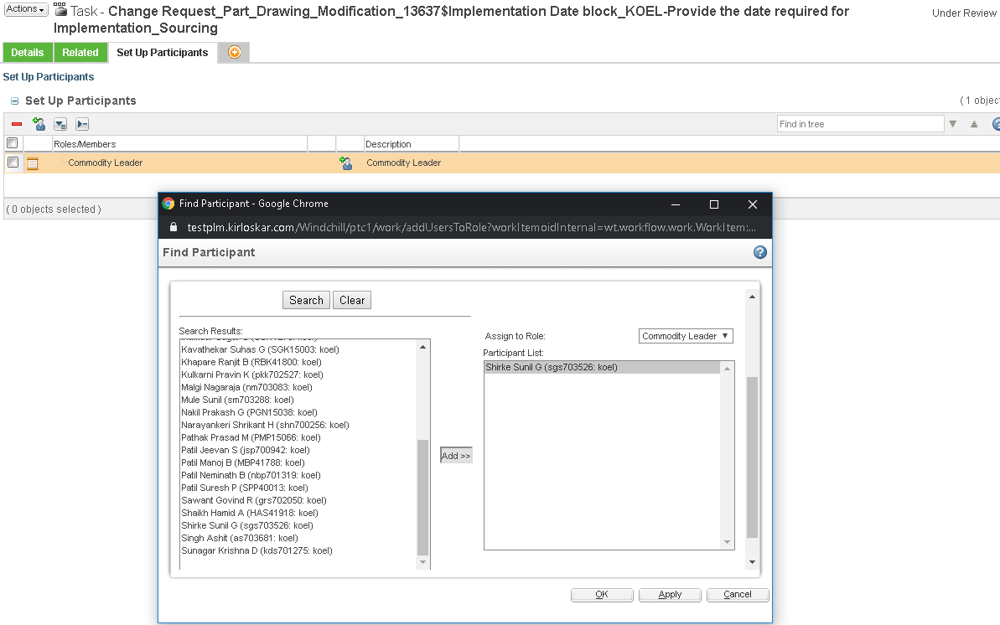 Actions
Task - Change Request_Part_Drawing_Modification_13637$Implementation Date block_KOEL-Provide the date required for
Implementation_Sourcing
Under Review
Details
Related
Set Up Participants
Set Up Participants
Set Up Participants
( 1 objec
Find in tree
Roles/Members
Description
Commodity Leader
Commodity Leader
( 0 objects selected )
Find Participant - Google Chrome
testplm.kirloskar.com/Windchill/ptc1/work/addUsersToRole?workItemoidInternal=wt.workflow.work.WorkItem:...
Find Participant
Search
Clear
Search Results:
Kavathekar Suhas G (SGK15003: koel)
Khapare Ranjit B (RBK41800: koel)
Kulkarni Pravin K (pkk702527: koel)
Malgi Nagaraja (nm703083: koel)
Mule Sunil (sm703288: koel)
Nakil Prakash G (PGN15038: koel)
Narayankeri Shrikant H (shn700256: koel)
Pathak Prasad M (PMP15066: koel)
Patil Jeevan S (jsp700942: koel)
Patil Manoj B (MBP41788: koel)
Patil Neminath B (nbp701319: koel)
Patil Suresh P (SPP40013: koel)
Sawant Govind R (grs702050: koel)
Shaikh Hamid A (HAS41918: koel)
Shirke Sunil G (sgs703526: koel)
Singh Ashit (as703681: koel)
Sunagar Krishna D (kds701275: koel)
Add >>
Assign to Role:
Commodity Leader
Participant List:
Shirke Sunil G (sgs703526: koel)
OK
Apply
Cancel